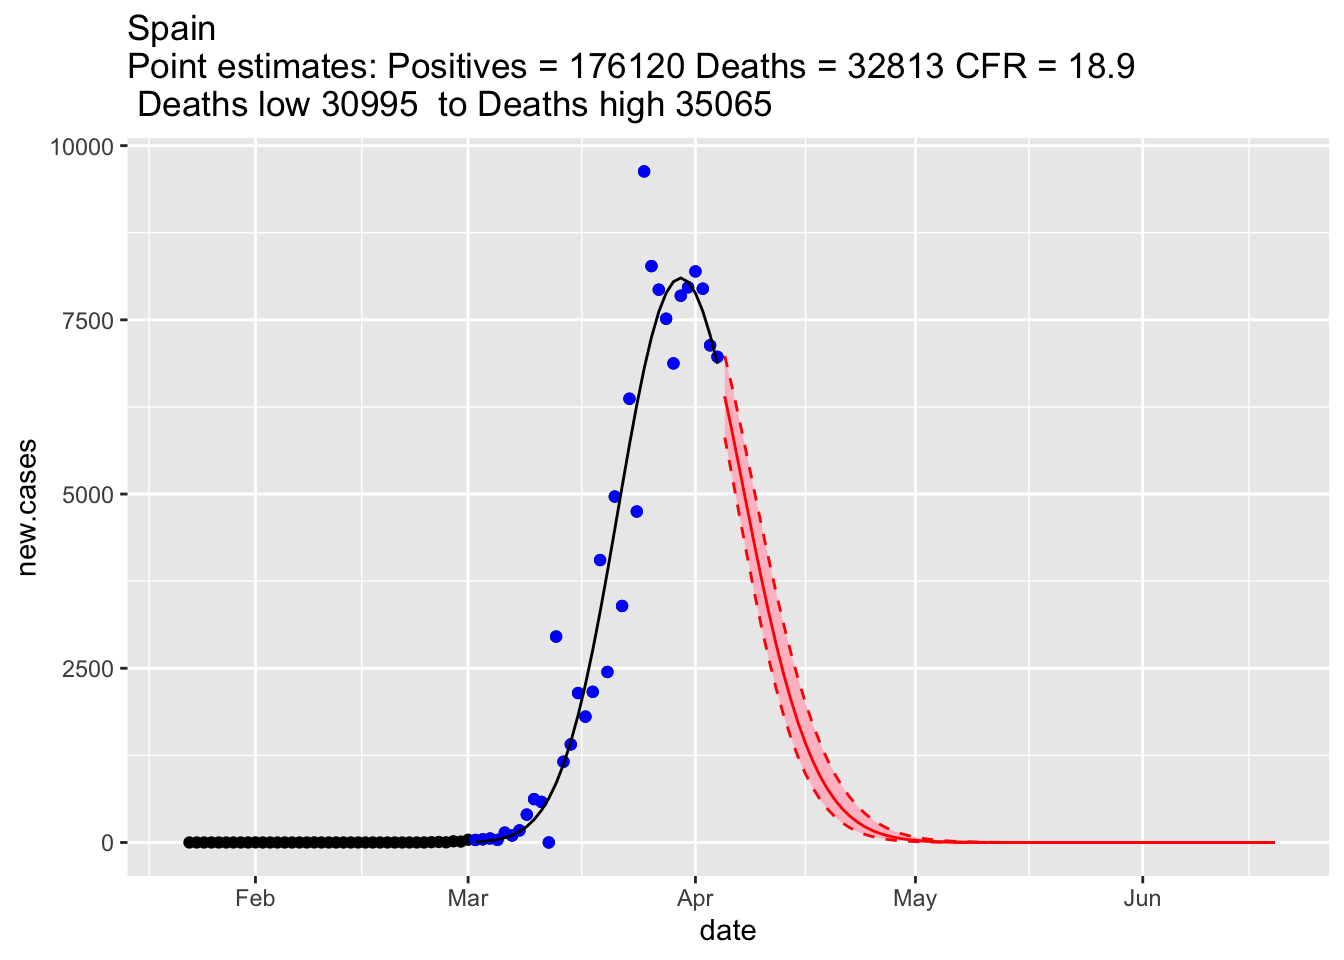 Spain
Point estimates: Positives = 176120 Deaths = 32813 CFR = 18.9
Deaths low 30995  to Deaths high 35065
10000
7500
5000
2500
0
new.cases
Feb Mar Apr May Jun
date